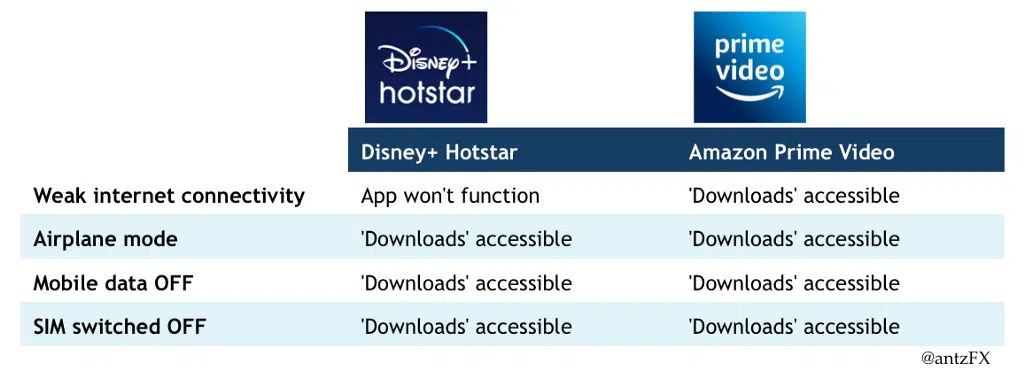 Disney+
hotstar
prime
video
Disney+ Hotstar Amazon Prime Video
Weak internet connectivity App won't function 'Downloads' accessible
Airplane mode 'Downloads' accessible 'Downloads' accessible
Mobile data OFF 'Downloads' accessible 'Downloads' accessible
SIM switched OFF 'Downloads' accessible 'Downloads' accessible
@antzFX